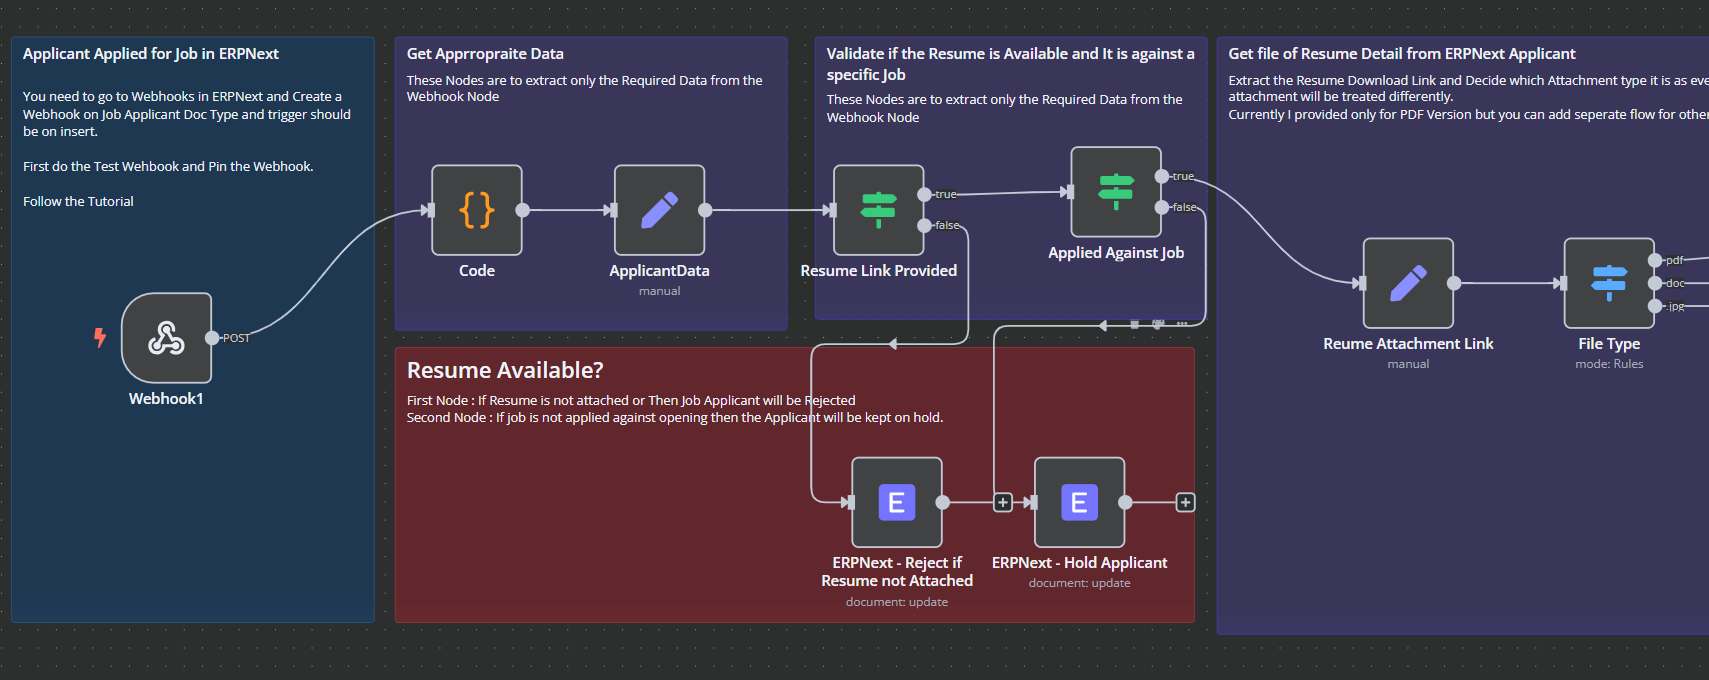 Applicant Applied for Job in ERPNext
You need to go to Webhooks in ERPNext and Create a
Webhook on Job Applicant Doc Type and trigger should
be on insert.
First do the Test Wehbook and Pin the Webhook.
Follow the Tutorial
POST
Webhook1
Get Apprropraite Data
These Nodes are to extract only the Required Data from the
Webhook Node
Code
ApplicantData
manual
Validate if the Resume is Available and It is against a
specific Job
These Nodes are to extract only the Required Data from the
Webhook Node
true
false
Resume Link Provided
true
false
Applied Against Job
Resume Available?
First Node : If Resume is not attached or Then Job Applicant will be Rejected
Second Node : If job is not applied against opening then the Applicant will be kept on hold.
E
ERPNext - Reject if
Resume not Attached
document: update
E
ERPNext - Hold Applicant
document: update
Get file of Resume Detail from ERPNext Applicant
Extract the Resume Download Link and Decide which Attachment type it is as eve
attachment will be treated differently.
Currently I provided only for PDF Version but you can add seperate flow for other
Reume Attachment Link
manual
pdf
doc
jpg
File Type
mode: Rules